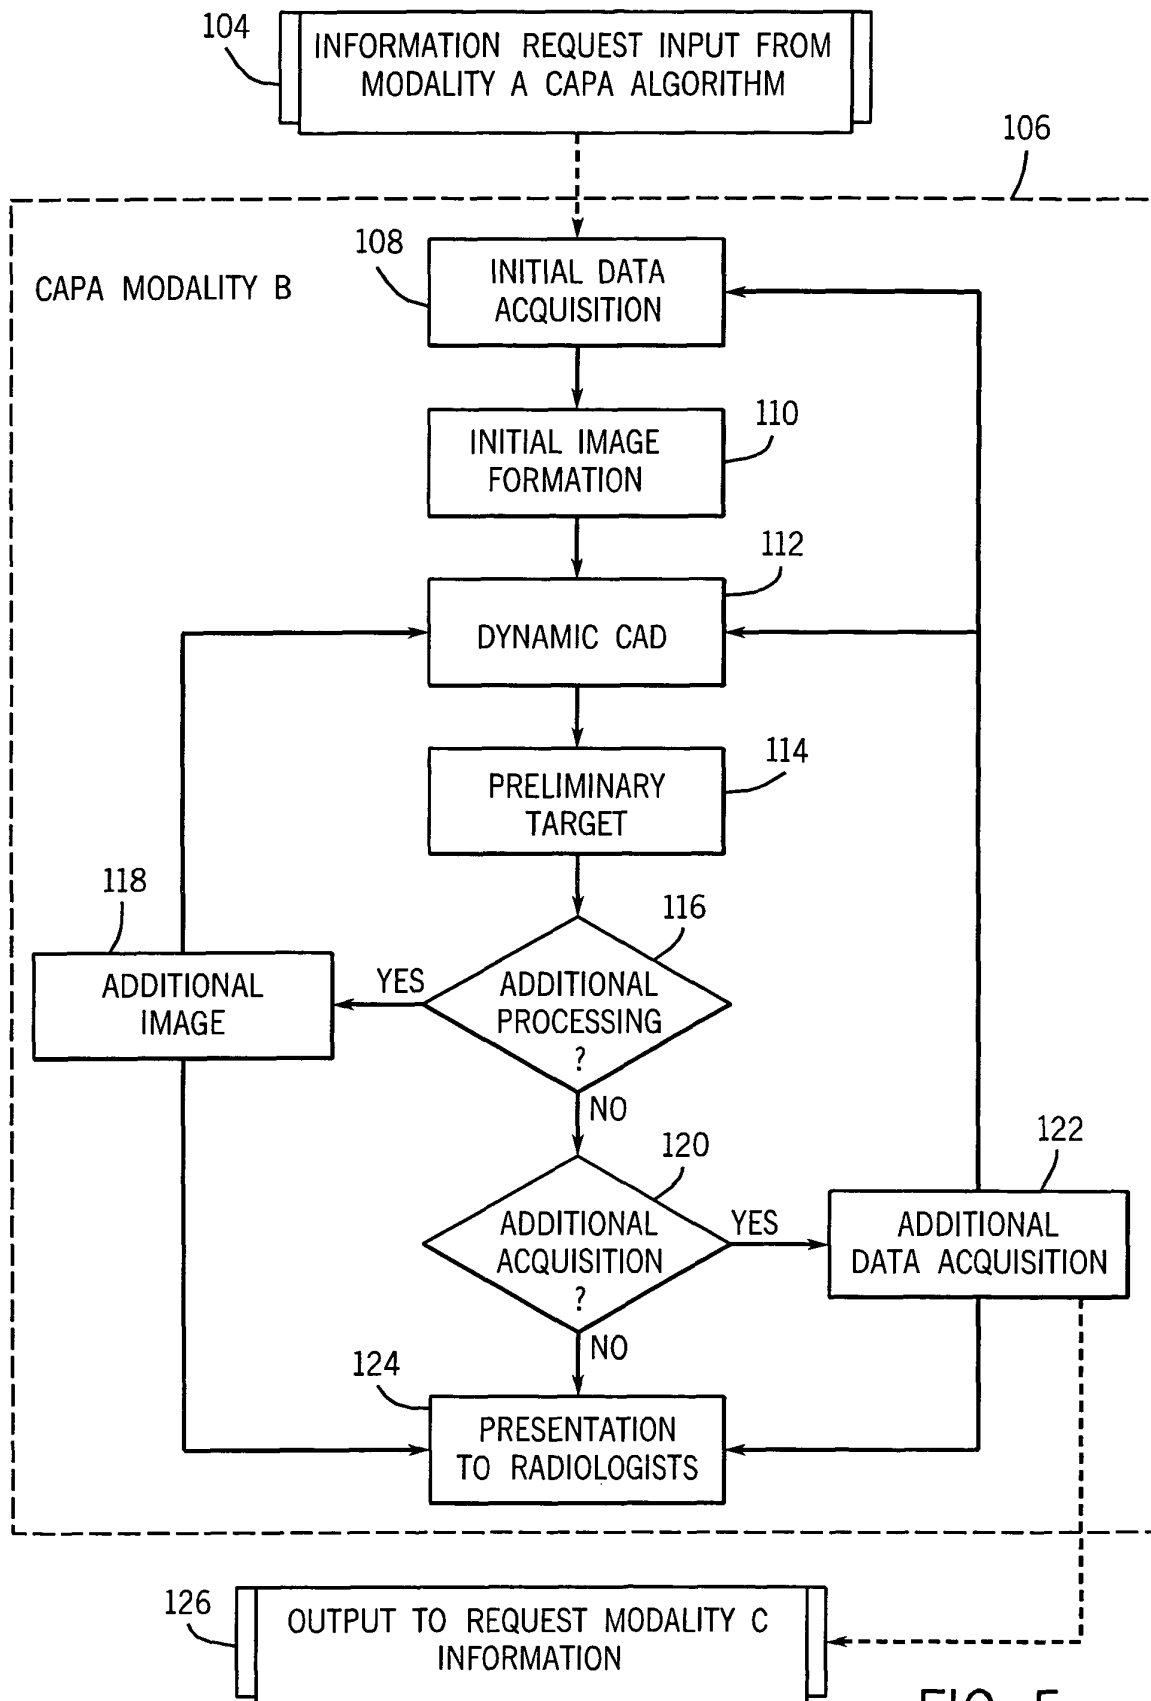 104
INFORMATION REQUEST INPUT FROM
MODALITY A CAPA ALGORITHM
106
CAPA MODALITY B
108
INITIAL DATA
ACQUISITION
110
INITIAL IMAGE
FORMATION
112
DYNAMIC CAD
114
PRELIMINARY
TARGET
116
ADDITIONAL
PROCESSING
?
YES
118
ADDITIONAL
IMAGE
NO
120
ADDITIONAL
ACQUISITION
?
YES
122
ADDITIONAL
DATA ACQUISITION
NO
124
PRESENTATION
TO RADIOLOGISTS
126
OUTPUT TO REQUEST MODALITY C
INFORMATION